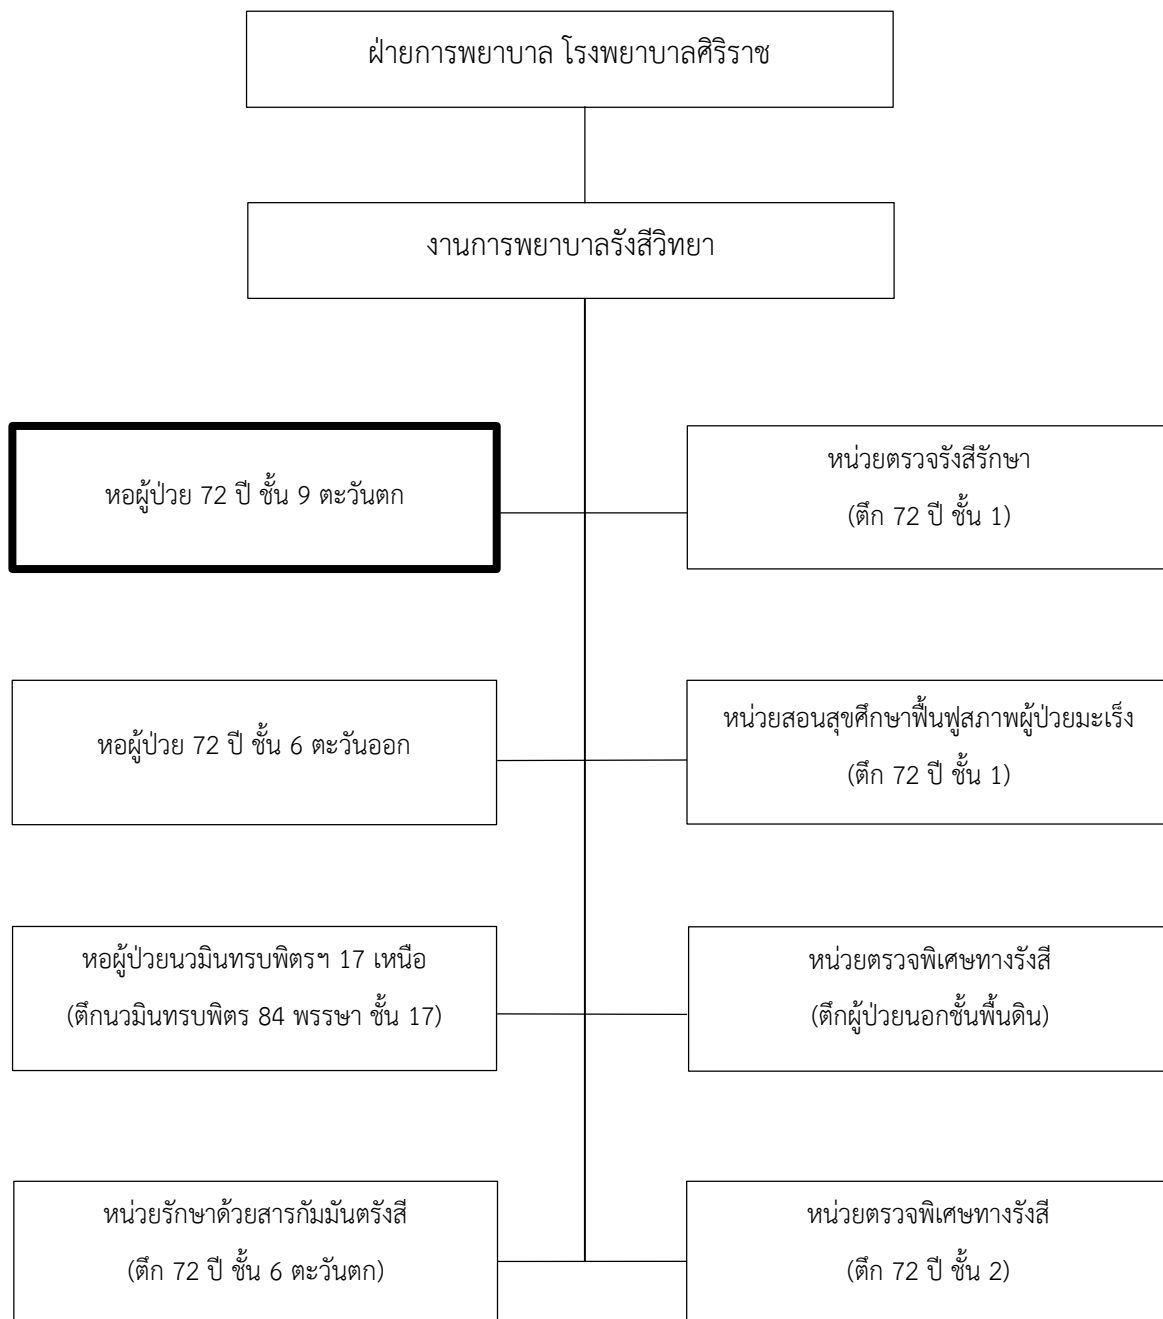 ฝ่ายการพยาบาล โรงพยาบาลศิริราช
งานการพยาบาลรังสีวิทยา
หอผู้ป่วย 72 ปี ชั้น 9 ตะวันตก
หน่วยตรวจรังสีรักษา
(ตึก 72 ปี ชั้น 1)
หอผู้ป่วย 72 ปี ชั้น 6 ตะวันออก
หน่วยสอนสุขศึกษาฟื้นฟูสภาพผู้ป่วยมะเร็ง
(ตึก 72 ปี ชั้น 1)
หอผู้ป่วยนวมินทรบพิตรฯ 17 เหนือ
(ตึกนวมินทรบพิตร 84 พรรษา ชั้น 17)
หน่วยตรวจพิเศษทางรังสี
(ตึกผู้ป่วยนอกชั้นพื้นดิน)
หน่วยรักษาด้วยสารกัมมันตรังสี
(ตึก 72 ปี ชั้น 6 ตะวันตก)
หน่วยตรวจพิเศษทางรังสี
(ตึก 72 ปี ชั้น 2)